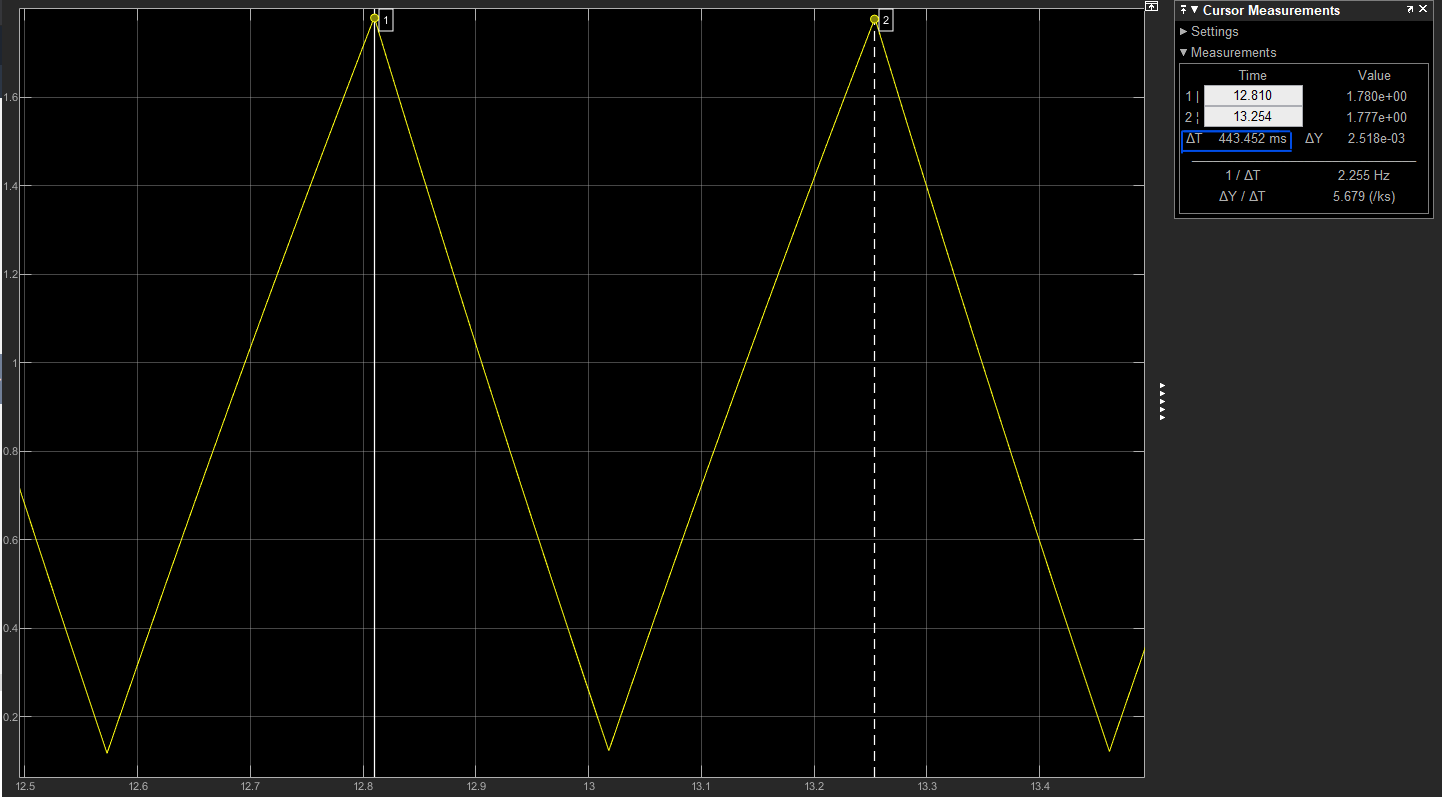 Cursor Measurements
Settings
Measurements
Time Value
1 | 12.810 1.780e+00
2 ¦ 13.254 1.777e+00
ΔT 443.452 ms ΔY 2.518e-03
1 / ΔT 2.255 Hz
ΔY / ΔT 5.679 (/ks)
1
2
1.6
1.4
1.2
1
0.8
0.6
0.4
0.2
12.5 12.6 12.7 12.8 12.9 13 13.1 13.2 13.3 13.4